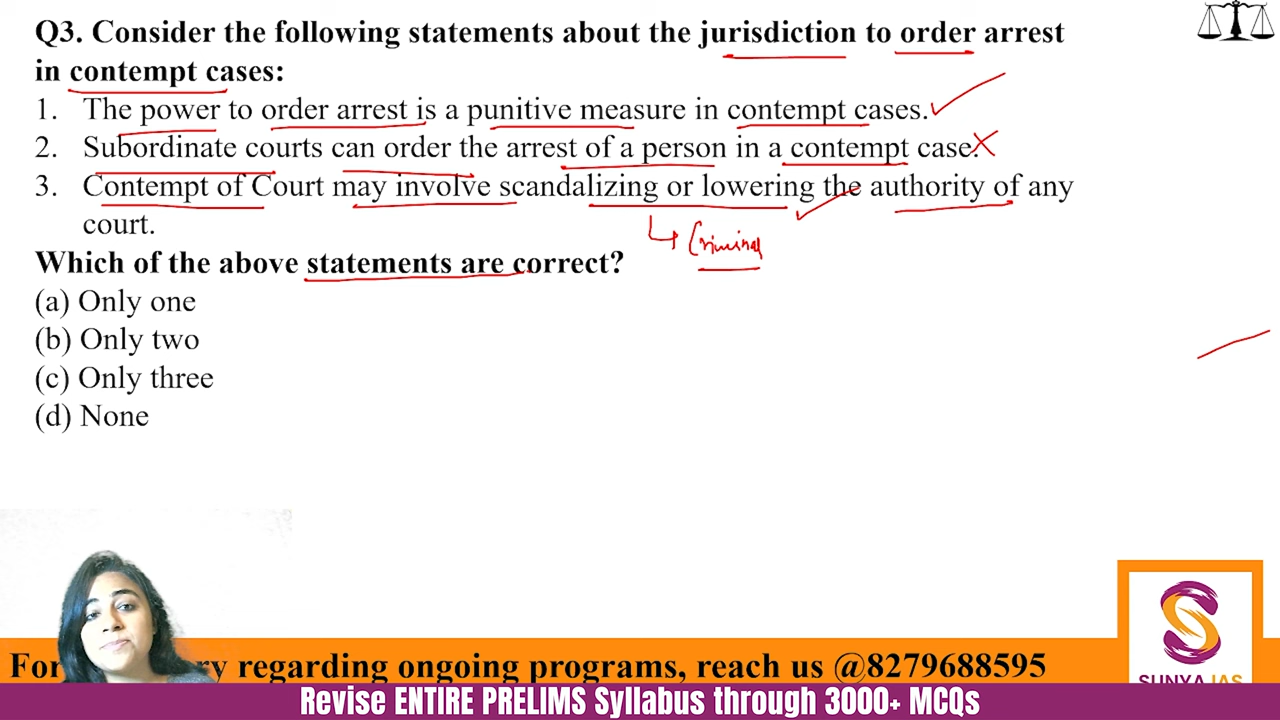 Q3. Consider the following statements about the jurisdiction to order arrest
in contempt cases:
1. The power to order arrest is a punitive measure in contempt cases.
2. Subordinate courts can order the arrest of a person in a contempt case.
3. Contempt of Court may involve scandalizing or lowering the authority of any
court.
Criminal
Which of the above statements are correct?
(a) Only one
(b) Only two
(c) Only three
(d) None
For ry regarding ongoing programs, reach us @8279688595
SUNYA IAS
Revise ENTIRE PRELIMS Syllabus through 3000+ MCQs